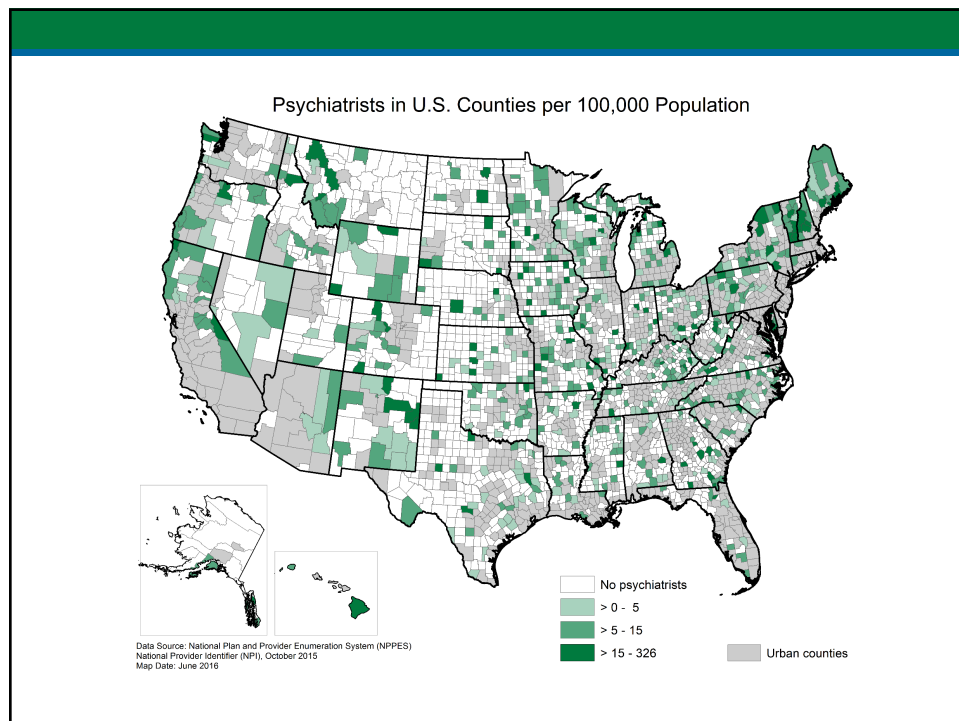 Psychiatrists in U.S. Counties per 100,000 Population
No psychiatrists
> 0 - 5
> 5 - 15
> 15 - 326
Urban counties
Data Source: National Plan and Provider Enumeration System (NPPES)
National Provider Identifier (NPI), October 2015
Map Date: June 2016